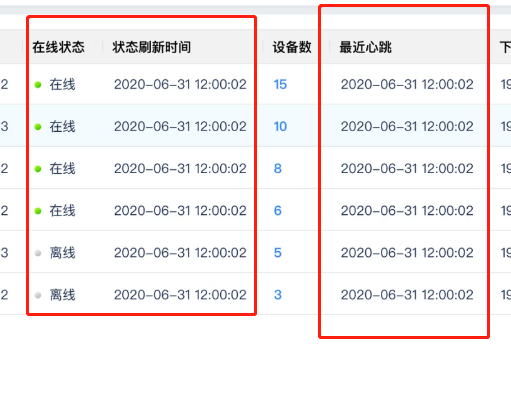 在线状态 状态刷新时间 设备数 最近心跳
2 在线 2020-06-31 12:00:02 15 2020-06-31 12:00:02 19
3 在线 2020-06-31 12:00:02 10 2020-06-31 12:00:02 19
2 在线 2020-06-31 12:00:02 8 2020-06-31 12:00:02 19
2 在线 2020-06-31 12:00:02 6 2020-06-31 12:00:02 19
3 离线 2020-06-31 12:00:02 5 2020-06-31 12:00:02 19
2 离线 2020-06-31 12:00:02 3 2020-06-31 12:00:02 19